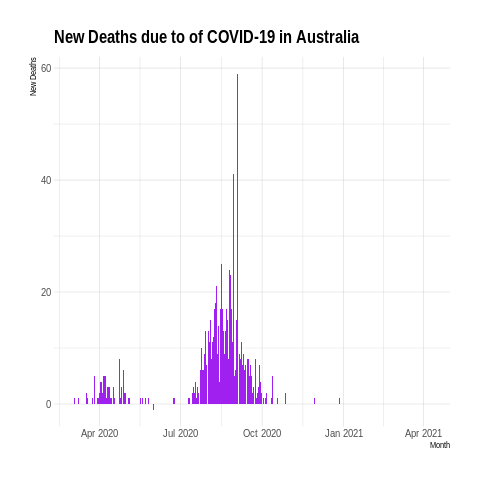 New Deaths due to of COVID-19 in Australia
New Deaths
60
40
20
0
Apr 2020 Jul 2020 Oct 2020 Jan 2021 Apr 2021
Month